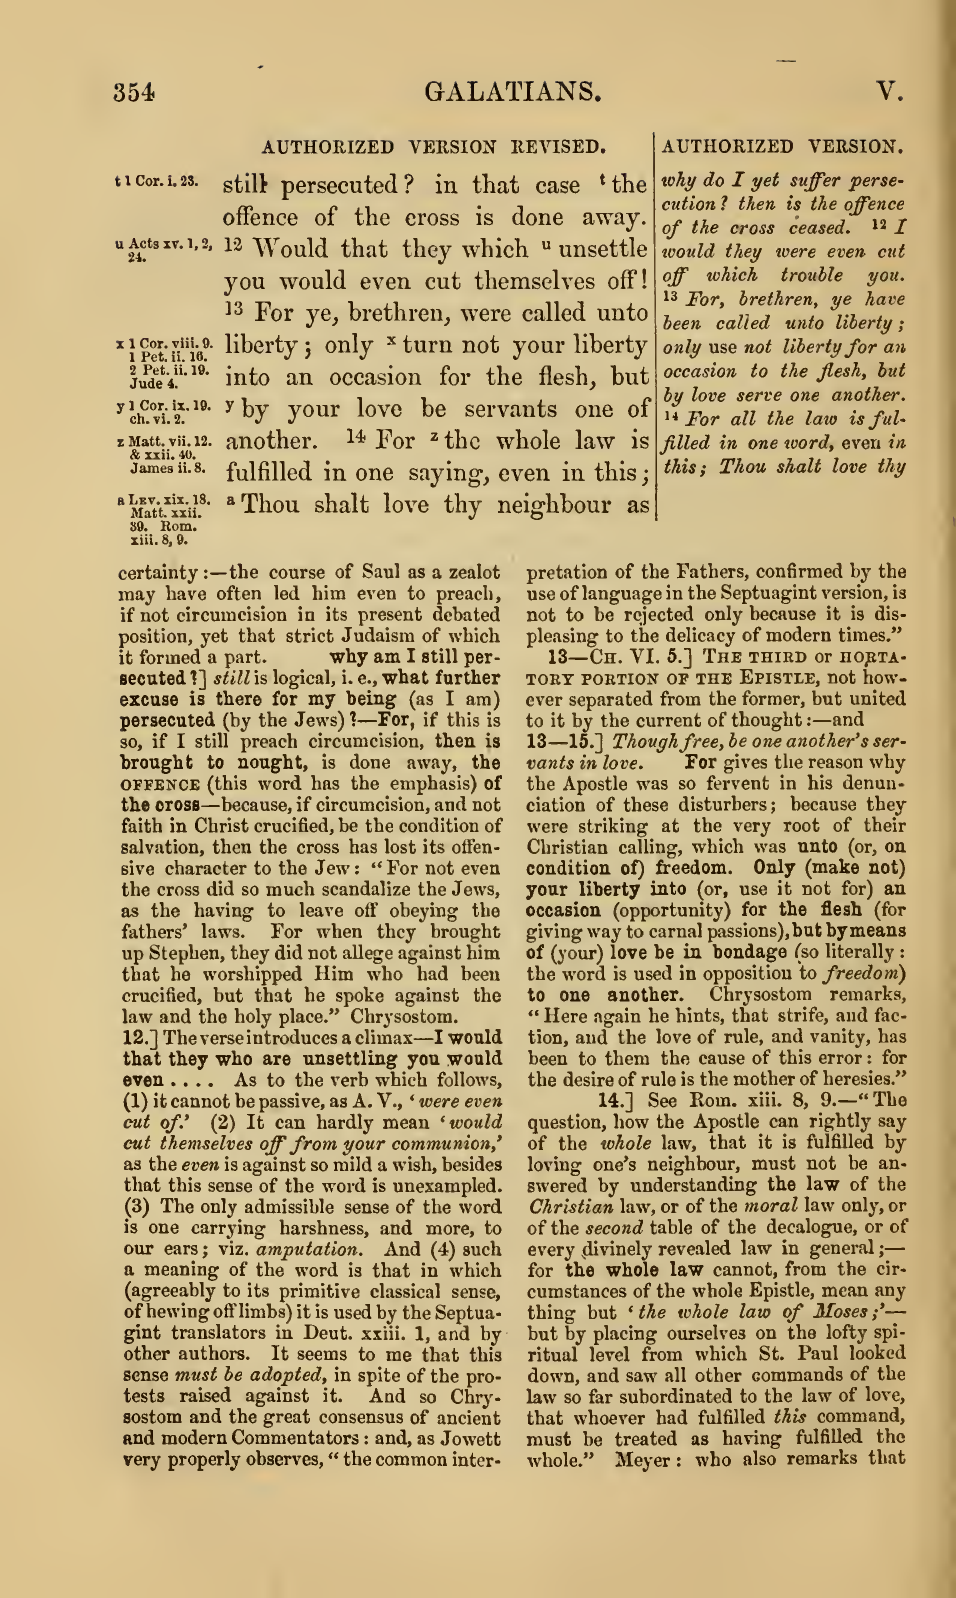 354 GALATIANS. V.
AUTHORIZED VERSION REVISED.
t 1 Cor. i. 23.
still persecuted? in that case t the
offence of the cross is done away.
u Acts xv. 1, 2,
24.
12 Would that they which u unsettle
you would even cut themselves off!
13 For ye, brethren, were called unto
x 1 Cor. viii. 9.
1 Pet. ii. 16.
2 Pet. ii. 19.
Jude 4.
liberty; only x turn not your liberty
into an occasion for the flesh, but
y 1 Cor. ix. 19.
ch. vi. 2.
y by your love be servants one of
z Matt. vii. 12.
& xxii. 40.
James ii. 8.
another. 14 For z the whole law is
fulfilled in one saying, even in this;
a LEV. xix. 18.
Matt. xxii.
39. Rom.
xiii. 8, 9.
a Thou shalt love thy neighbour as
AUTHORIZED VERSION.
why do I yet suffer perse-
cution? then is the offence
of the cross ceased. 12 I
would they were even cut
off which trouble you.
13 For, brethren, ye have
been called unto liberty;
only use not liberty for an
occasion to the flesh, but
by love serve one another.
14 For all the law is ful-
filled in one word, even in
this; Thou shalt love thy
certainty:—the course of Saul as a zealot
may have often led him even to preach,
if not circumcision in its present debated
position, yet that strict Judaism of which
it formed a part. why am I still per-
secuted?] still is logical, i. e., what further
excuse is there for my being (as I am)
persecuted (by the Jews)?—For, if this is
so, if I still preach circumcision, then is
brought to nought, is done away, the
OFFENCE (this word has the emphasis) of
the cross—because, if circumcision, and not
faith in Christ crucified, be the condition of
salvation, then the cross has lost its offen-
sive character to the Jew: “For not even
the cross did so much scandalize the Jews,
as the having to leave off obeying the
fathers’ laws. For when they brought
up Stephen, they did not allege against him
that he worshipped Him who had been
crucified, but that he spoke against the
law and the holy place.” Chrysostom.
12.] The verse introduces a climax—I would
that they who are unsettling you would
even . . . . As to the verb which follows,
(1) it cannot be passive, as A. V., ‘were even
cut of.’ (2) It can hardly mean ‘would
cut themselves off from your communion,’
as the even is against so mild a wish, besides
that this sense of the word is unexampled.
(3) The only admissible sense of the word
is one carrying harshness, and more, to
our ears; viz. amputation. And (4) such
a meaning of the word is that in which
(agreeably to its primitive classical sense,
of hewing off limbs) it is used by the Septua-
gint translators in Deut. xxiii. 1, and by
other authors. It seems to me that this
sense must be adopted, in spite of the pro-
tests raised against it. And so Chry-
sostom and the great consensus of ancient
and modern Commentators: and, as Jowett
very properly observes, “the common inter-
pretation of the Fathers, confirmed by the
use of language in the Septuagint version, is
not to be rejected only because it is dis-
pleasing to the delicacy of modern times.”
13—CH. VI. 5.] THE THIRD or HORTA-
TORY PORTION OF THE EPISTLE, not how-
ever separated from the former, but united
to it by the current of thought:—and
13—15.] Though free, be one another’s ser-
vants in love. For gives the reason why
the Apostle was so fervent in his denun-
ciation of these disturbers; because they
were striking at the very root of their
Christian calling, which was unto (or, on
condition of) freedom. Only (make not)
your liberty into (or, use it not for) an
occasion (opportunity) for the flesh (for
giving way to carnal passions), but by means
of (your) love be in bondage (so literally:
the word is used in opposition to freedom)
to one another. Chrysostom remarks,
“Here again he hints, that strife, and fac-
tion, and the love of rule, and vanity, has
been to them the cause of this error: for
the desire of rule is the mother of heresies.”
14.] See Rom. xiii. 8, 9.—“The
question, how the Apostle can rightly say
of the whole law, that it is fulfilled by
loving one’s neighbour, must not be an-
swered by understanding the law of the
Christian law, or of the moral law only, or
of the second table of the decalogue, or of
every divinely revealed law in general;—
for the whole law cannot, from the cir-
cumstances of the whole Epistle, mean any
thing but ‘the whole law of Moses;’—
but by placing ourselves on the lofty spi-
ritual level from which St. Paul looked
down, and saw all other commands of the
law so far subordinated to the law of love,
that whoever had fulfilled this command,
must be treated as having fulfilled the
whole.” Meyer: who also remarks that